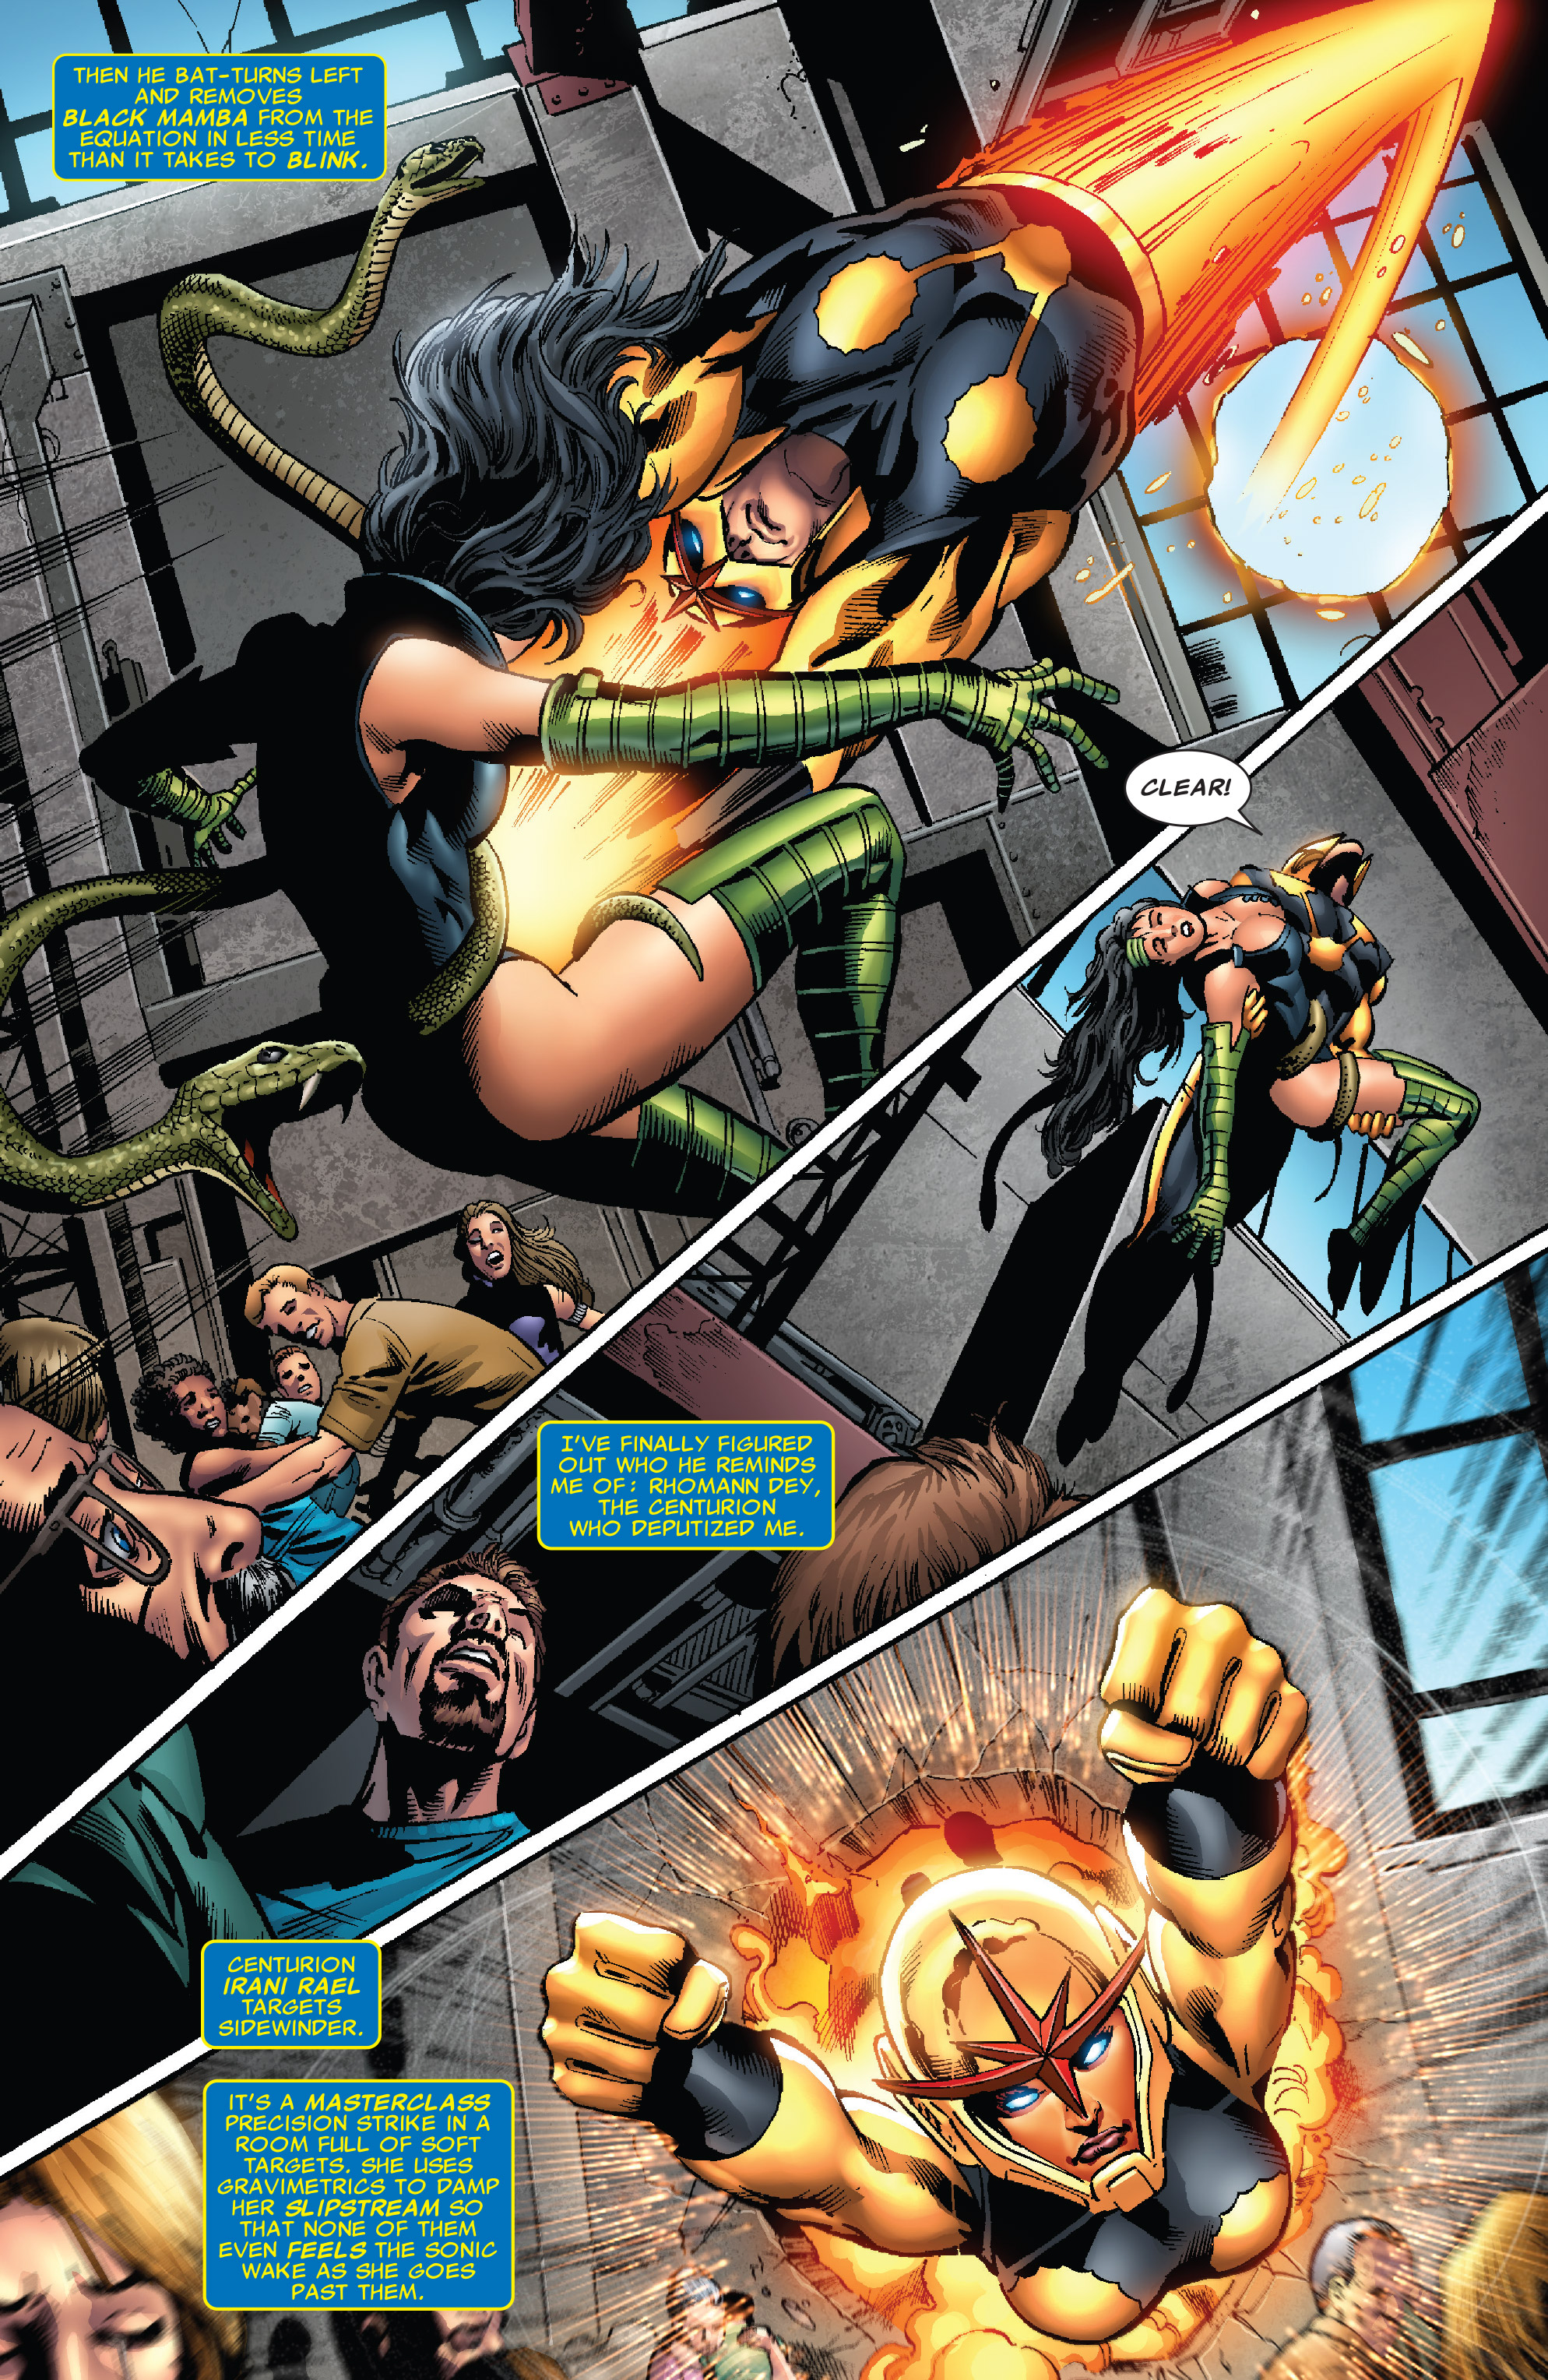 THEN HE BAT-TURNS LEFT
AND REMOVES
BLACK MAMBA FROM THE
EQUATION IN LESS TIME
THAN IT TAKES TO BLINK.
CLEAR!
I'VE FINALLY FIGURED
OUT WHO HE REMINDS
ME OF: RHOMANN DEY,
THE CENTURION
WHO DEPUTIZED ME.
CENTURION
IRANI RAEL
TARGETS
SIDEWINDER.
IT'S A MASTERCLASS
PRECISION STRIKE IN A
ROOM FULL OF SOFT
TARGETS. SHE USES
GRAVIMETRICS TO DAMP
HER SLIPSTREAM SO
THAT NONE OF THEM
EVEN FEELS THE SONIC
WAKE AS SHE GOES
PAST THEM.